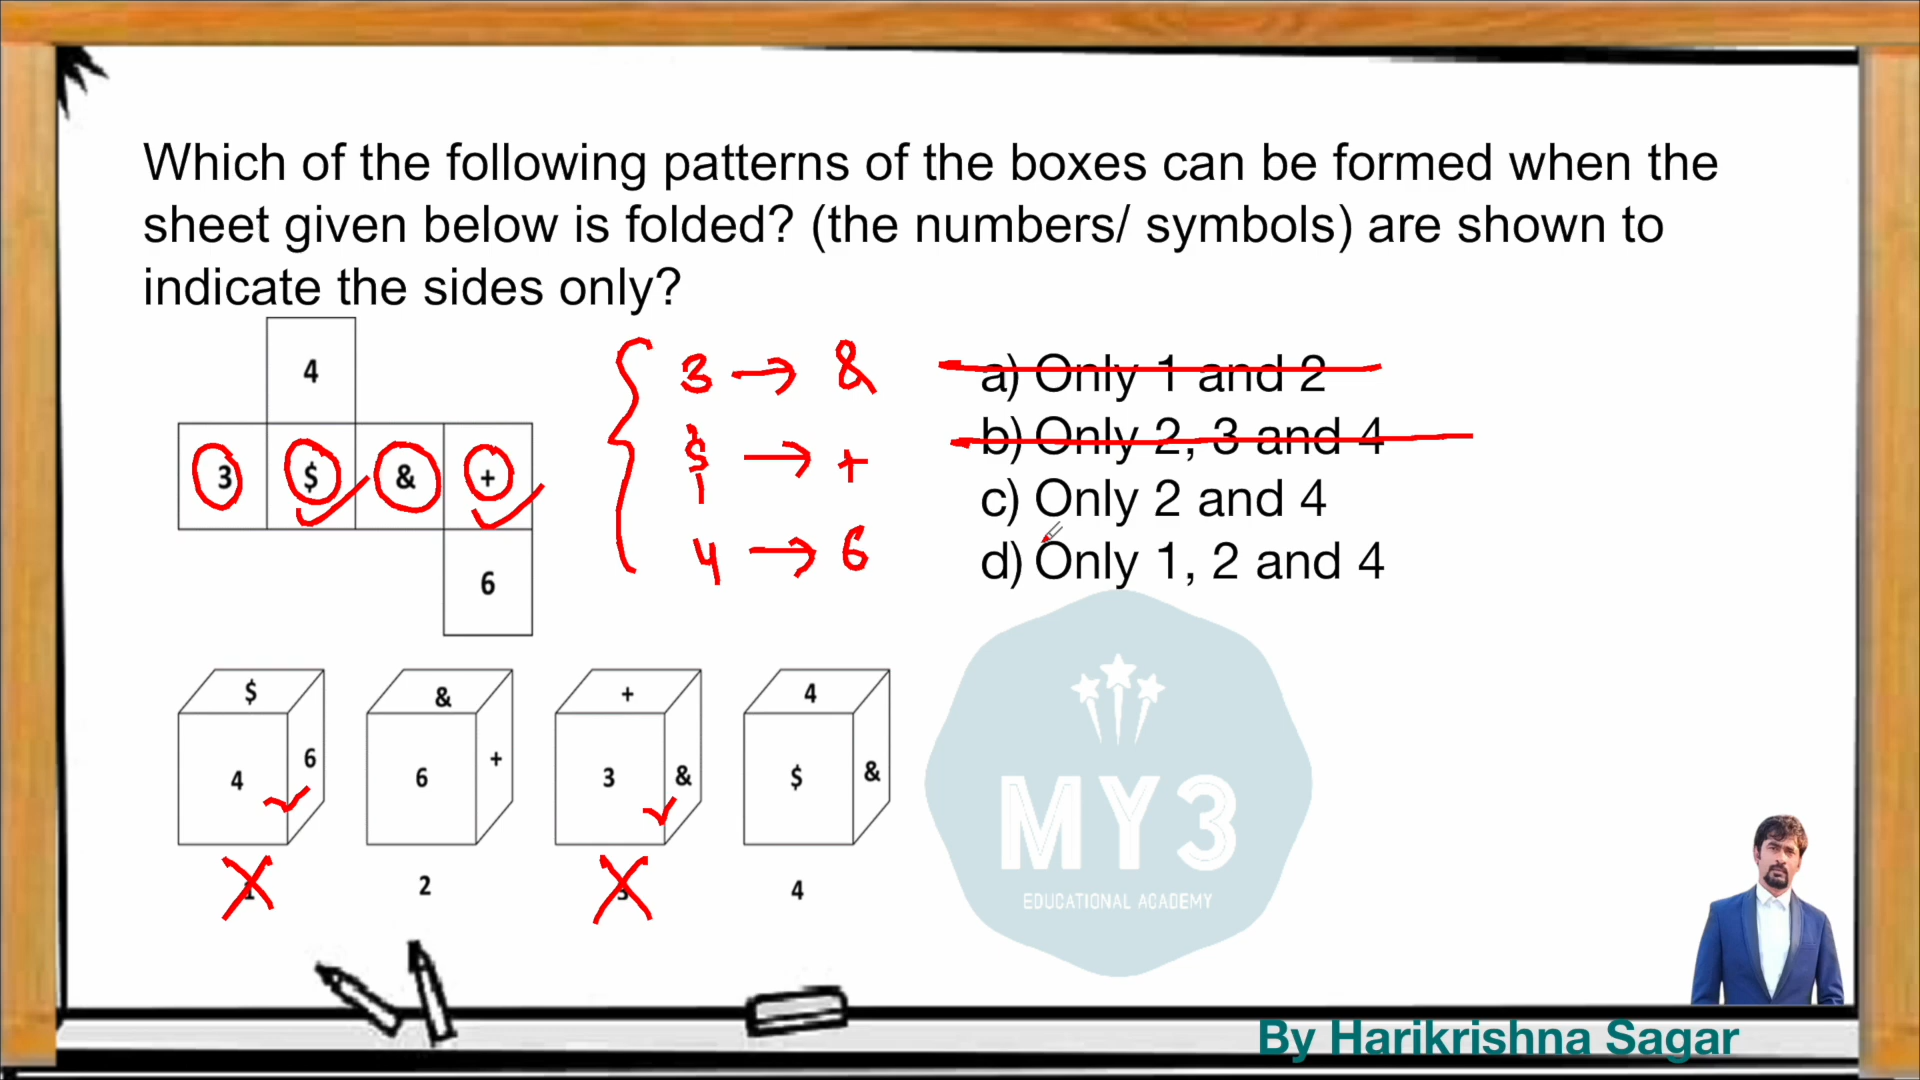 Which of the following patterns of the boxes can be formed when the
sheet given below is folded? (the numbers/ symbols) are shown to
indicate the sides only?
4
3 $ & +
6
3 → &
$ → +
4 → 6
a) Only 1 and 2
b) Only 2, 3 and 4
c) Only 2 and 4
d) Only 1, 2 and 4
$ 4 6
& 6 +
+ 3 &
4 $ &
1 2 3 4
MY3
EDUCATIONAL ACADEMY
By Harikrishna Sagar